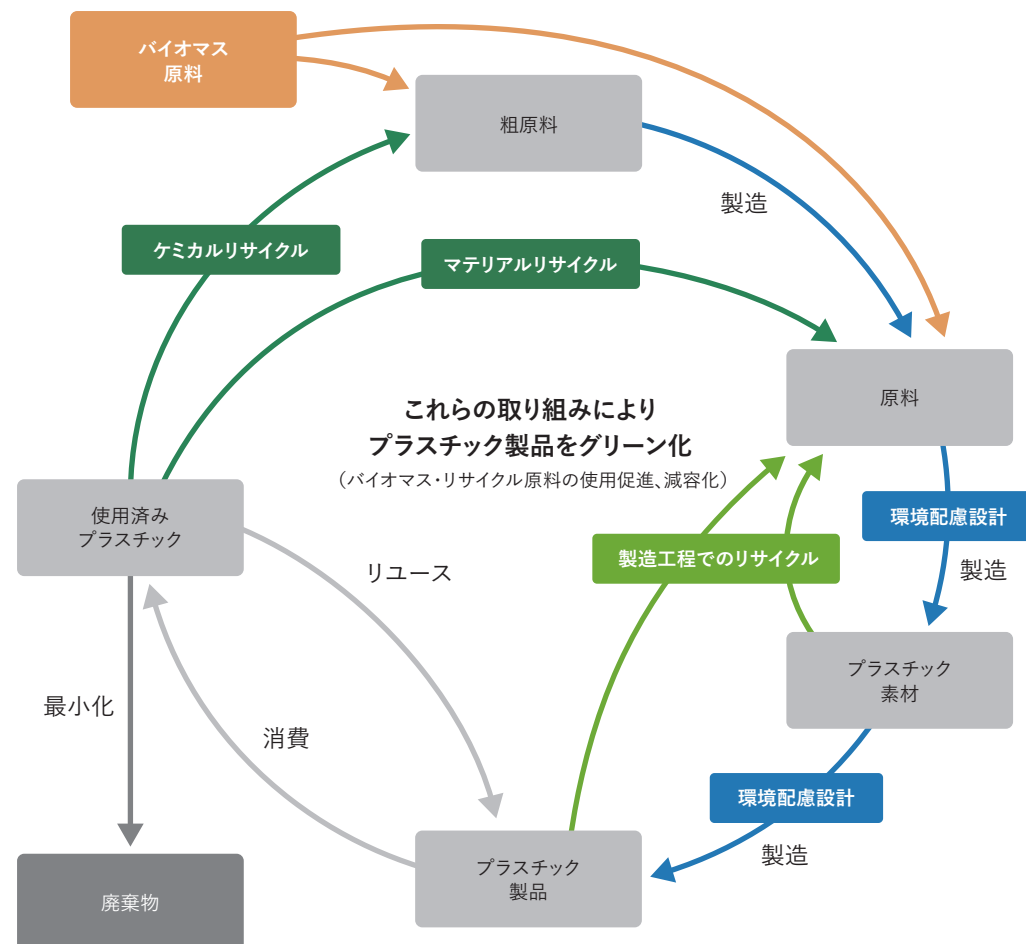 バイオマス
原料
粗原料
製造
ケミカルリサイクル
マテリアルリサイクル
原料
これらの取り組みにより
プラスチック製品をグリーン化
（バイオマス・リサイクル原料の使用促進、減容化）
使用済み
プラスチック
環境配慮設計
製造工程でのリサイクル
リユース
製造
プラスチック
素材
最小化
消費
環境配慮設計
製造
プラスチック
製品
廃棄物